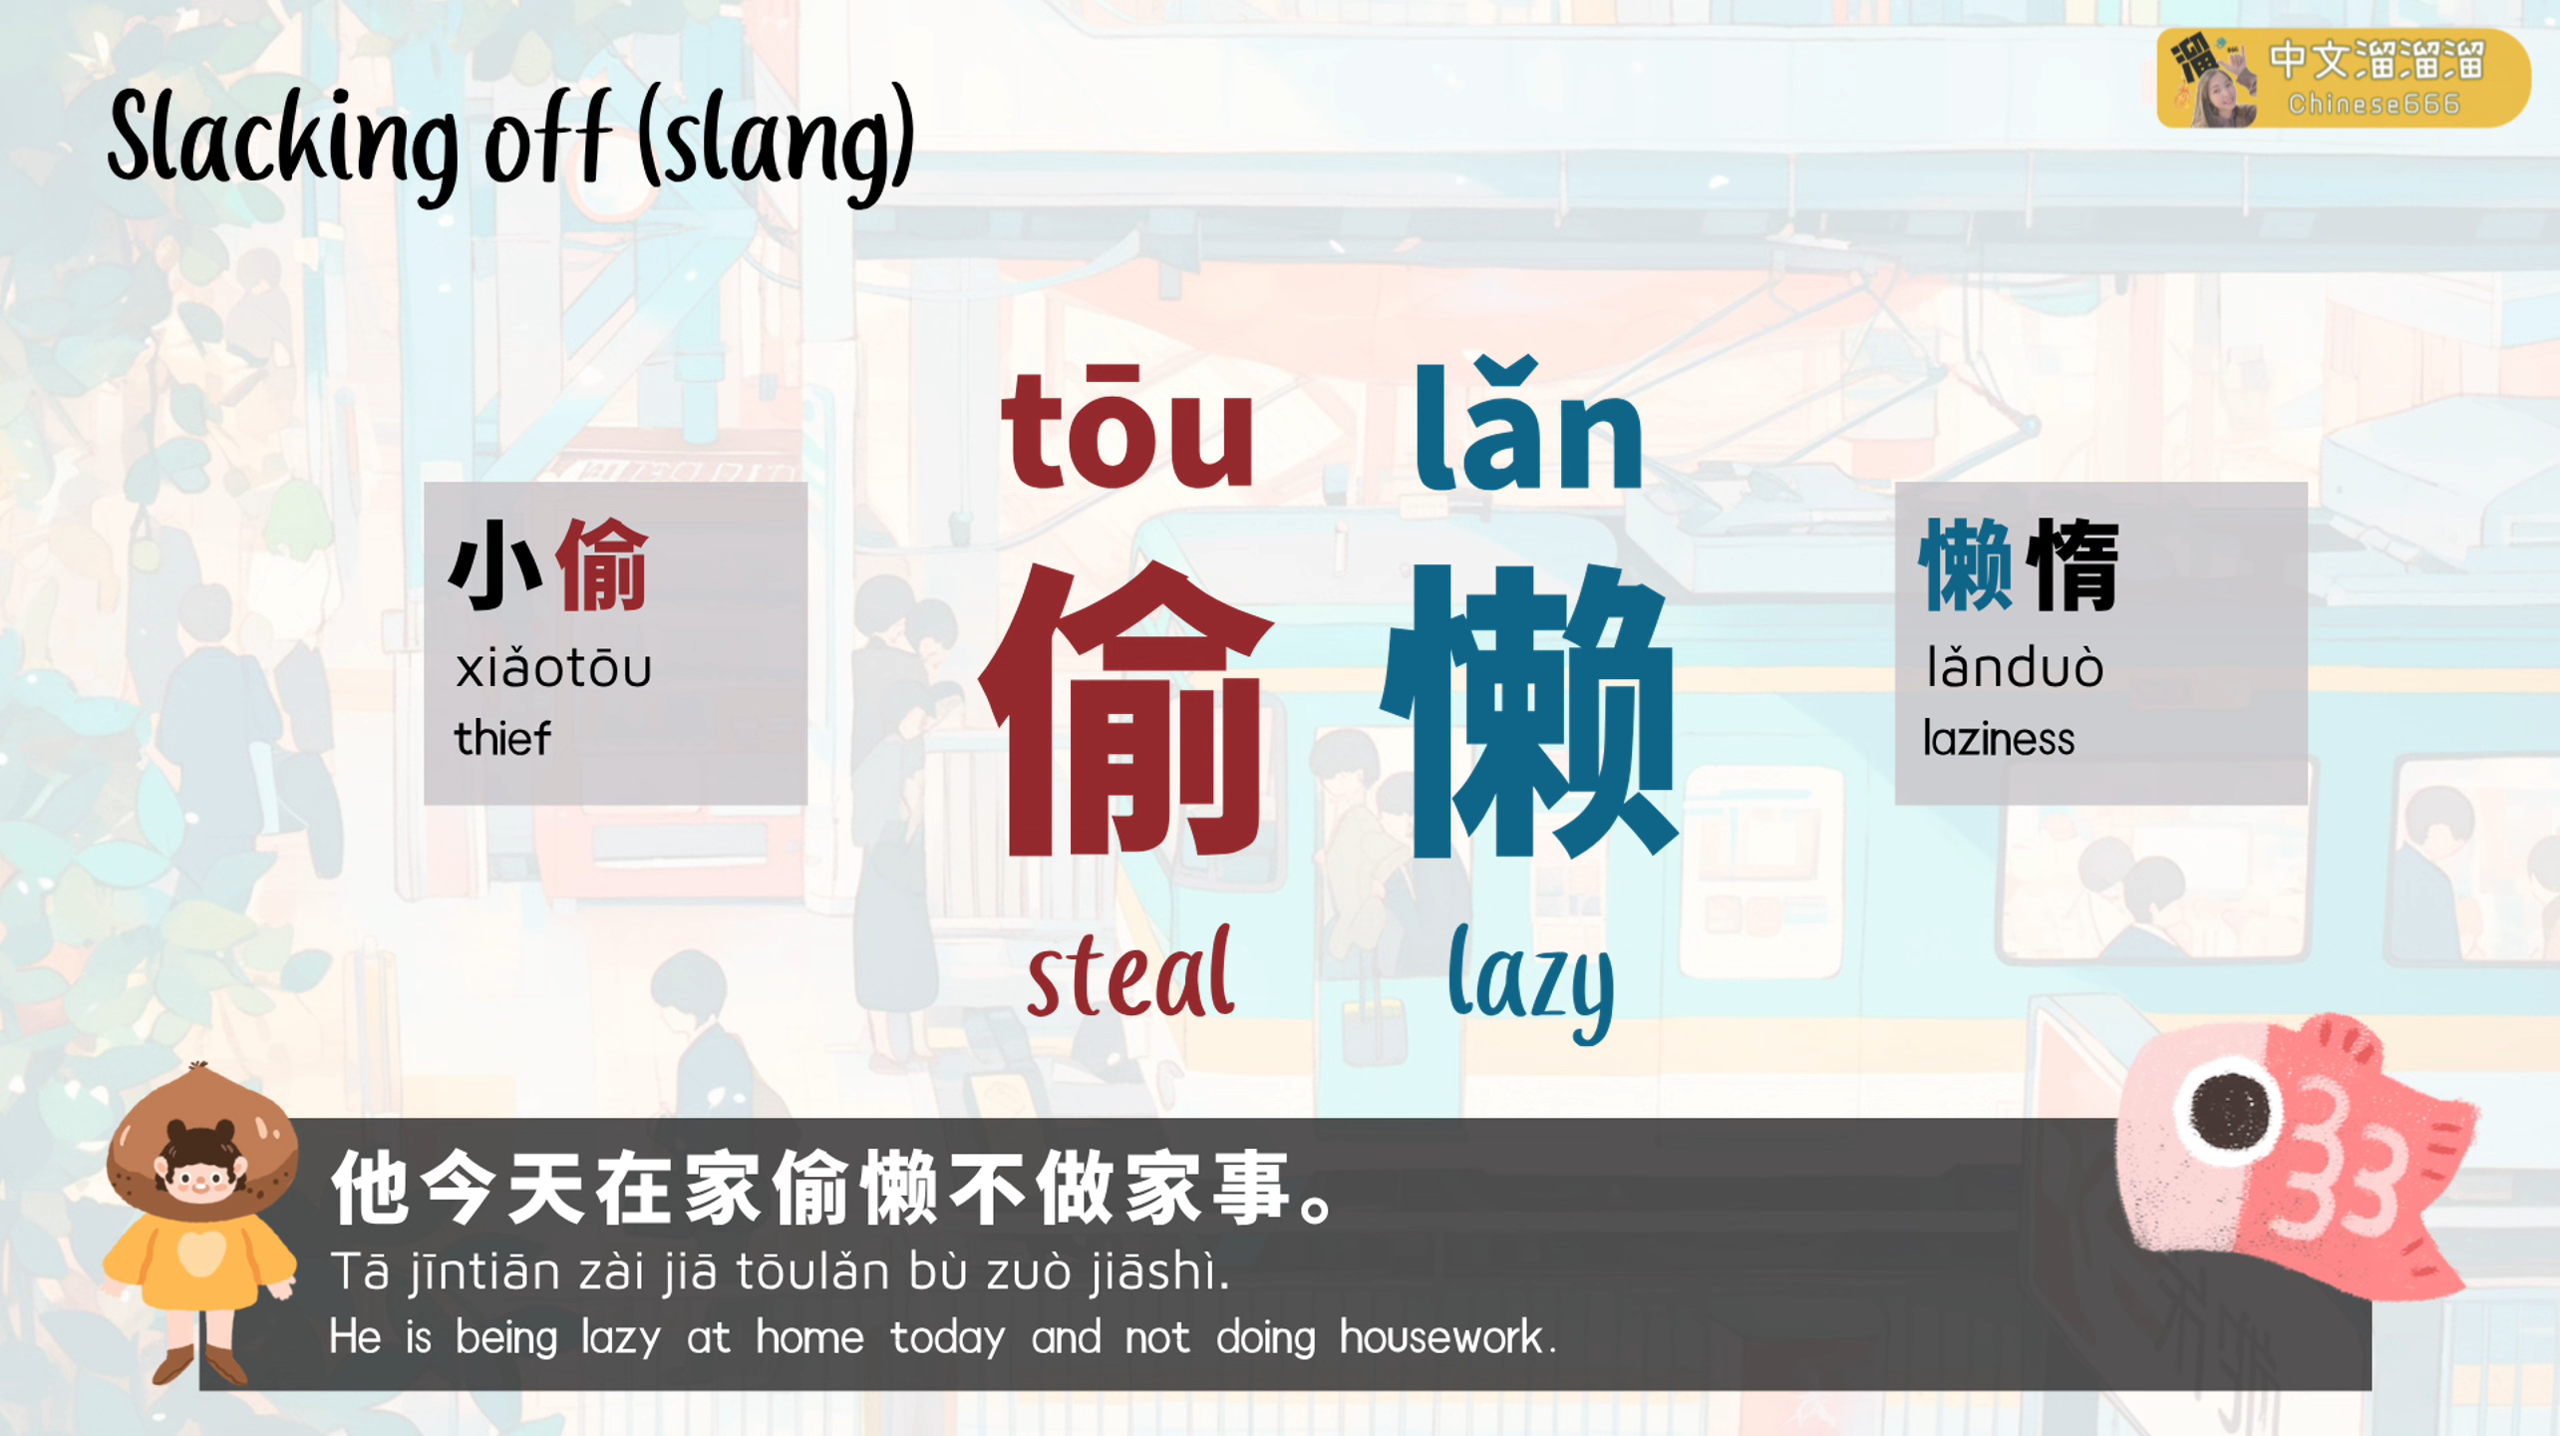 Slacking off (slang)
中文溜溜溜
Chinese666
tōu lǎn
偷懒
steal lazy
小偷
xiǎotōu
thief
懒惰
lǎnduò
laziness
他今天在家偷懒不做家事。
Tā jīntiān zài jiā tōulǎn bù zuò jiāshì.
He is being lazy at home today and not doing housework.